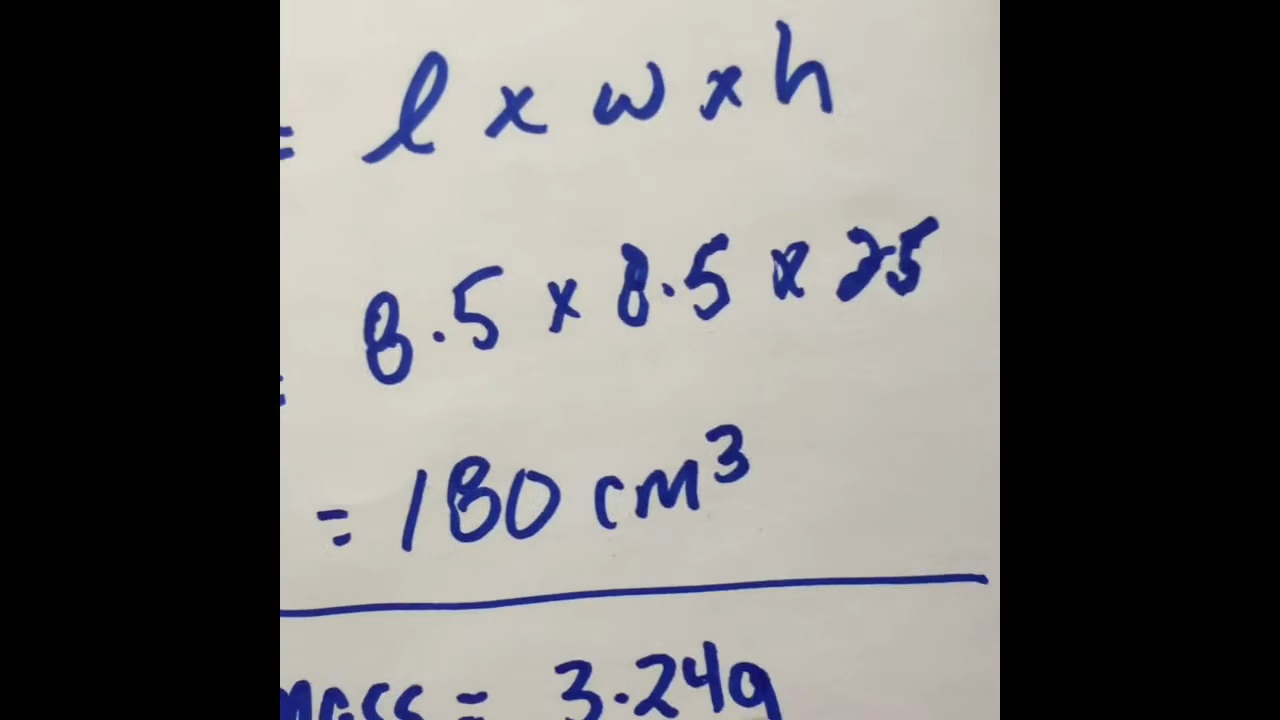 = l x w x h
= 8.5 x 8.5 x 2.5
= 180 cm³
mass = 3.24g